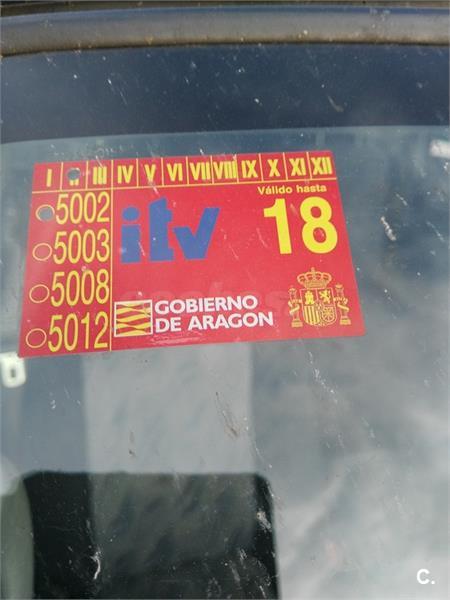 I II III IV V VI VII VIII IX X XI XII
Válido hasta
5002
itv
18
5003
5008
GOBIERNO
DE ARAGON
5012
C.